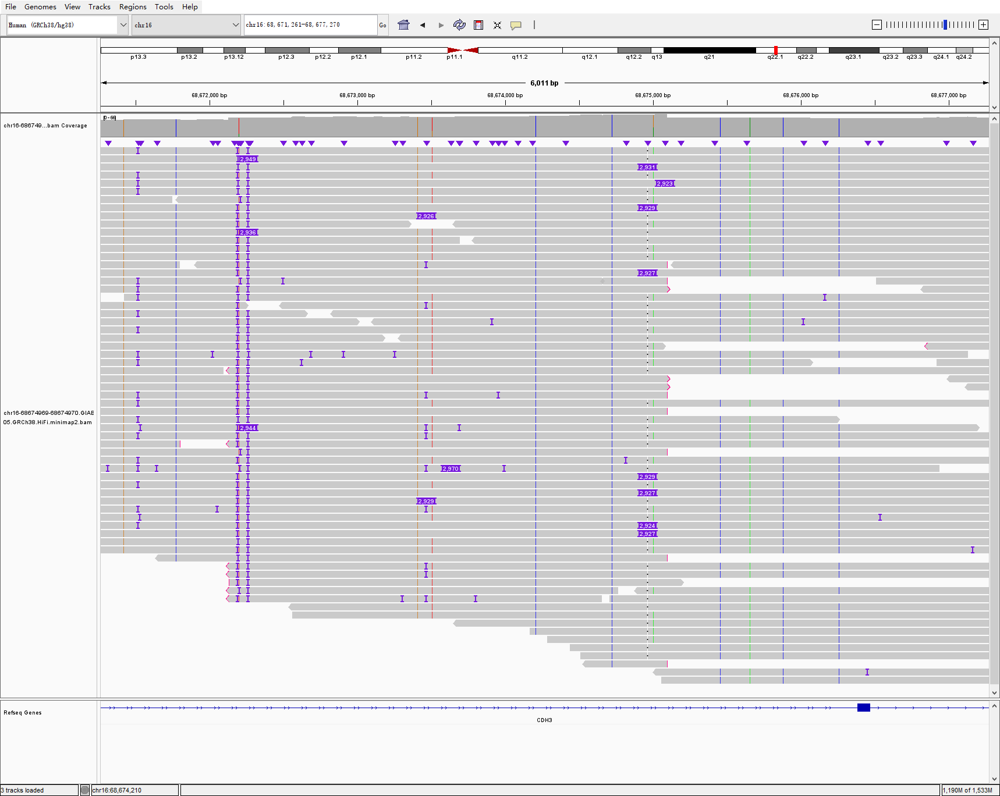 File Genomes View Tracks Regions Tools Help
Human (GRCh38/hg38) chr16 chr16:68,671,261-68,677,270 Go
p13.3 p13.2 p13.12 p12.3 p12.2 p12.1 p11.2 p11.1 q11.2 q12.1 q12.2 q13 q21 q22.1 q22.2 q23.1 q23.2 q23.3 q24.1 q24.2
6,011 bp
68,672,000 bp 68,673,000 bp 68,674,000 bp 68,675,000 bp 68,676,000 bp 68,677,000 bp
[0-66]
chr16-686749...bam Coverage
2,949
2,931
2,923
2,929
2,926
2,936
2,927
chr16-68674969-68674970.GIAB
05.GRCh38.HiFi.minimap2.bam
2,944
2,970
2,929
2,927
2,929
2,924
2,927
Refseq Genes
CDH3
3 tracks loaded chr16:68,674,210 1,190M of 1,533M